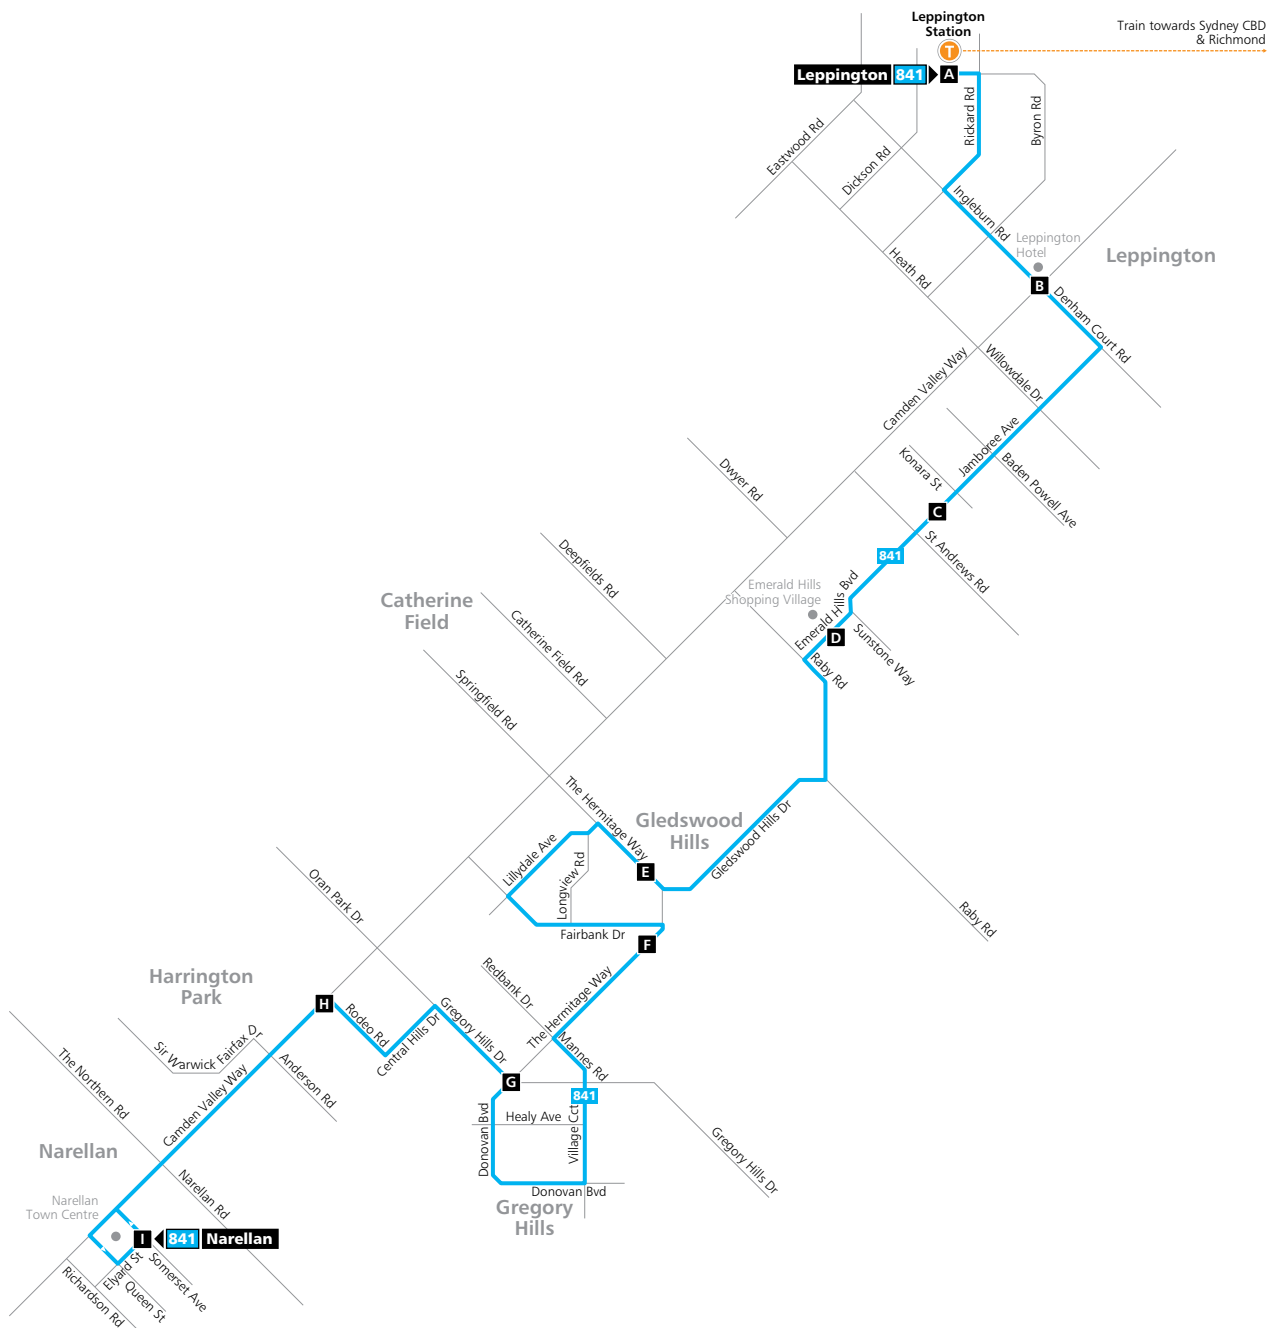 Leppington
Station
T
Train towards Sydney CBD
& Richmond
Leppington 841
A
Rickard Rd
Byron Rd
Eastwood Rd
Dickson Rd
Ingleburn Rd
Heath Rd
Leppington
Hotel
Leppington
B
Denham Court Rd
Willowdale Dr
Camden Valley Way
Jamboree Ave
Konara St
Baden Powell Ave
Dwyer Rd
C
St Andrews Rd
841
Deepfields Rd
Emerald Hills
Shopping Village
Emerald Hills Bvd
D
Sunstone Way
Raby Rd
Catherine
Field
Catherine Field Rd
Springfield Rd
The Hermitage Way
Gledswood
Hills
Gledswood Hills Dr
Lillydale Ave
Longview Rd
E
Raby Rd
Fairbank Dr
F
Oran Park Dr
Redbank Dr
The Hermitage Way
Harrington
Park
H
Rodeo Rd
Central Hills Dr
Gregory Hills Dr
Mannes Rd
G
841
Sir Warwick Fairfax Dr
Anderson Rd
The Northern Rd
Camden Valley Way
Healy Ave
Donovan Bvd
Village Cct
Gregory Hills Dr
Donovan Bvd
Gregory
Hills
Narellan
Narellan Rd
Narellan
Town Centre
I
841 Narellan
Elyard St
Somerset Ave
Queen St
Richardson Rd